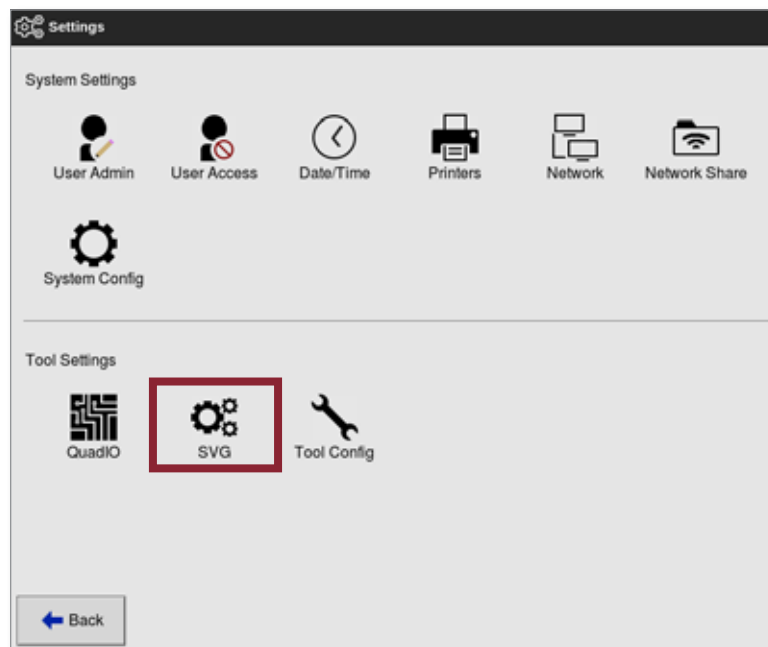 Settings
System Settings
User Admin
User Access
Date/Time
Printers
Network
Network Share
System Config
Tool Settings
QuadIO
SVG
Tool Config
Back